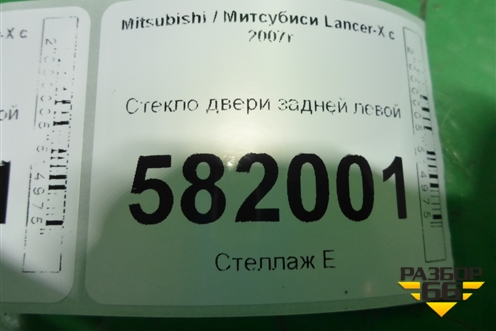 Mitsubishi / Митсубиси Lancer-X с
2007г
Стекло двери задней левой
582001
Стеллаж Е
РАЗБОР
66